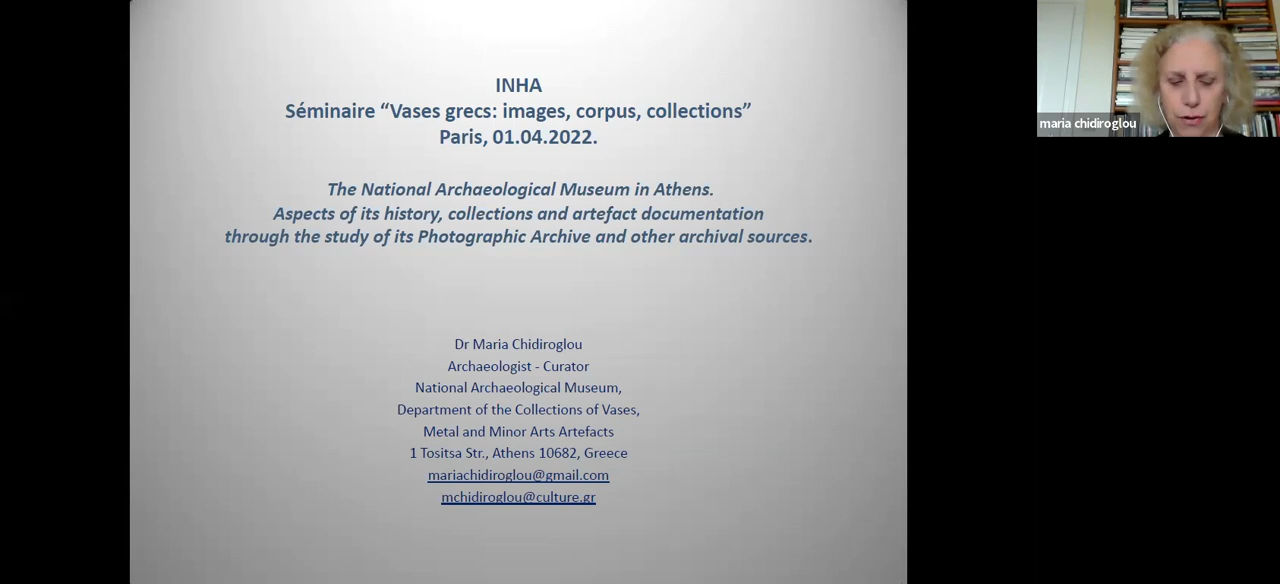 INHA
Séminaire “Vases grecs: images, corpus, collections”
Paris, 01.04.2022.
The National Archaeological Museum in Athens.
Aspects of its history, collections and artefact documentation
through the study of its Photographic Archive and other archival sources.
Dr Maria Chidiroglou
Archaeologist - Curator
National Archaeological Museum,
Department of the Collections of Vases,
Metal and Minor Arts Artefacts
1 Tositsa Str., Athens 10682, Greece
mariachidiroglou@gmail.com
mchidiroglou@culture.gr
maria chidiroglou